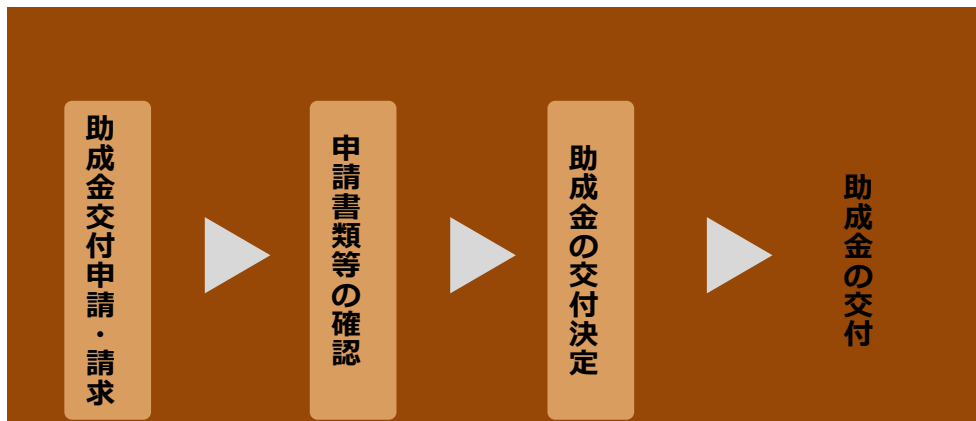 助成金交付申請・請求
申請書類等の確認
助成金の交付決定
助成金の交付